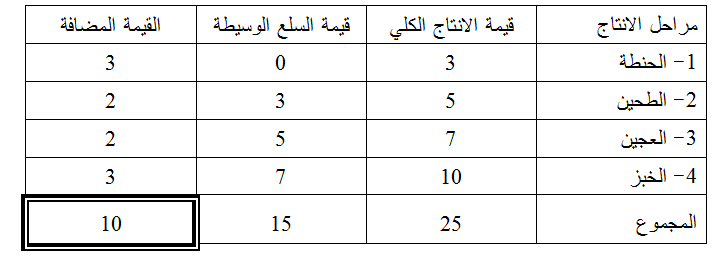 مراحل الانتاج قيمة الانتاج الكلي قيمة السلع الوسيطة القيمة المضافة
1- الحنطة 3 0 3
2- الطحين 5 3 2
3- العجين 7 5 2
4- الخبز 10 7 3
المجموع 25 15 10